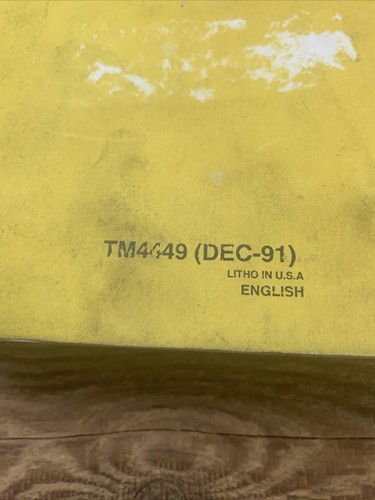 TM4449 (DEC-91)
LITHO IN U.S.A
ENGLISH